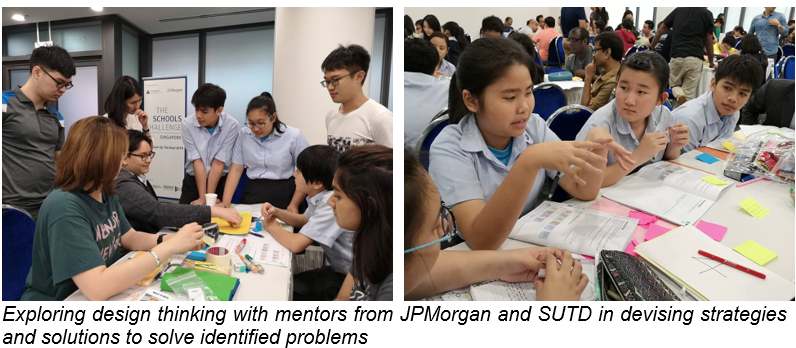 J.P.Morgan
THE
SCHOOLS
CHALLENGE
SINGAPORE
Exploring design thinking with mentors from JPMorgan and SUTD in devising strategies
and solutions to solve identified problems